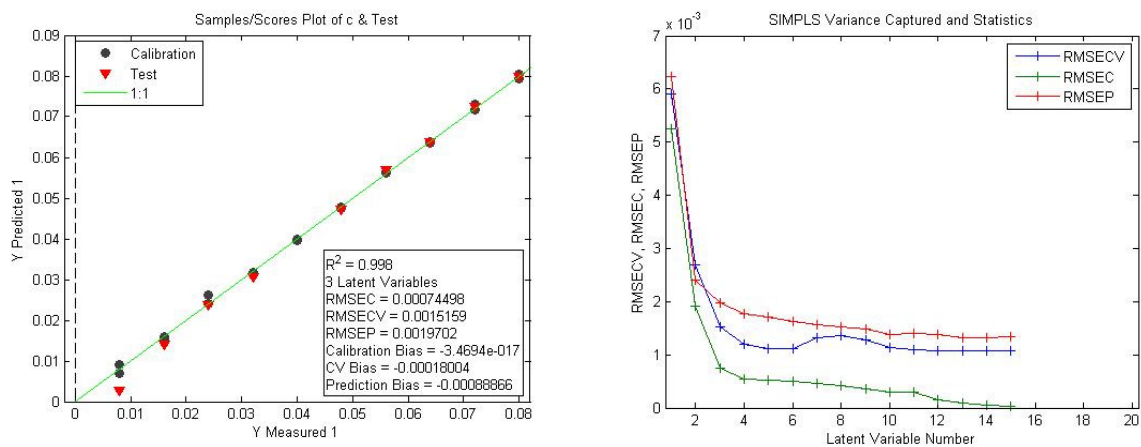 Samples/Scores Plot of c & Test
0.09
0.08
0.07
0.06
0.05
0.04
0.03
0.02
0.01
0
Y Predicted 1
Calibration
Test
1:1
R2 = 0.998
3 Latent Variables
RMSEC = 0.00074498
RMSECV = 0.0015159
RMSEP = 0.0019702
Calibration Bias = -3.4694e-017
CV Bias = -0.00018004
Prediction Bias = -0.00088866
0 0.01 0.02 0.03 0.04 0.05 0.06 0.07 0.08
Y Measured 1
SIMPLS Variance Captured and Statistics
x 10-3
7
6
5
4
3
2
1
0
RMSECV, RMSEC, RMSEP
RMSECV
RMSEC
RMSEP
2 4 6 8 10 12 14 16 18 20
Latent Variable Number